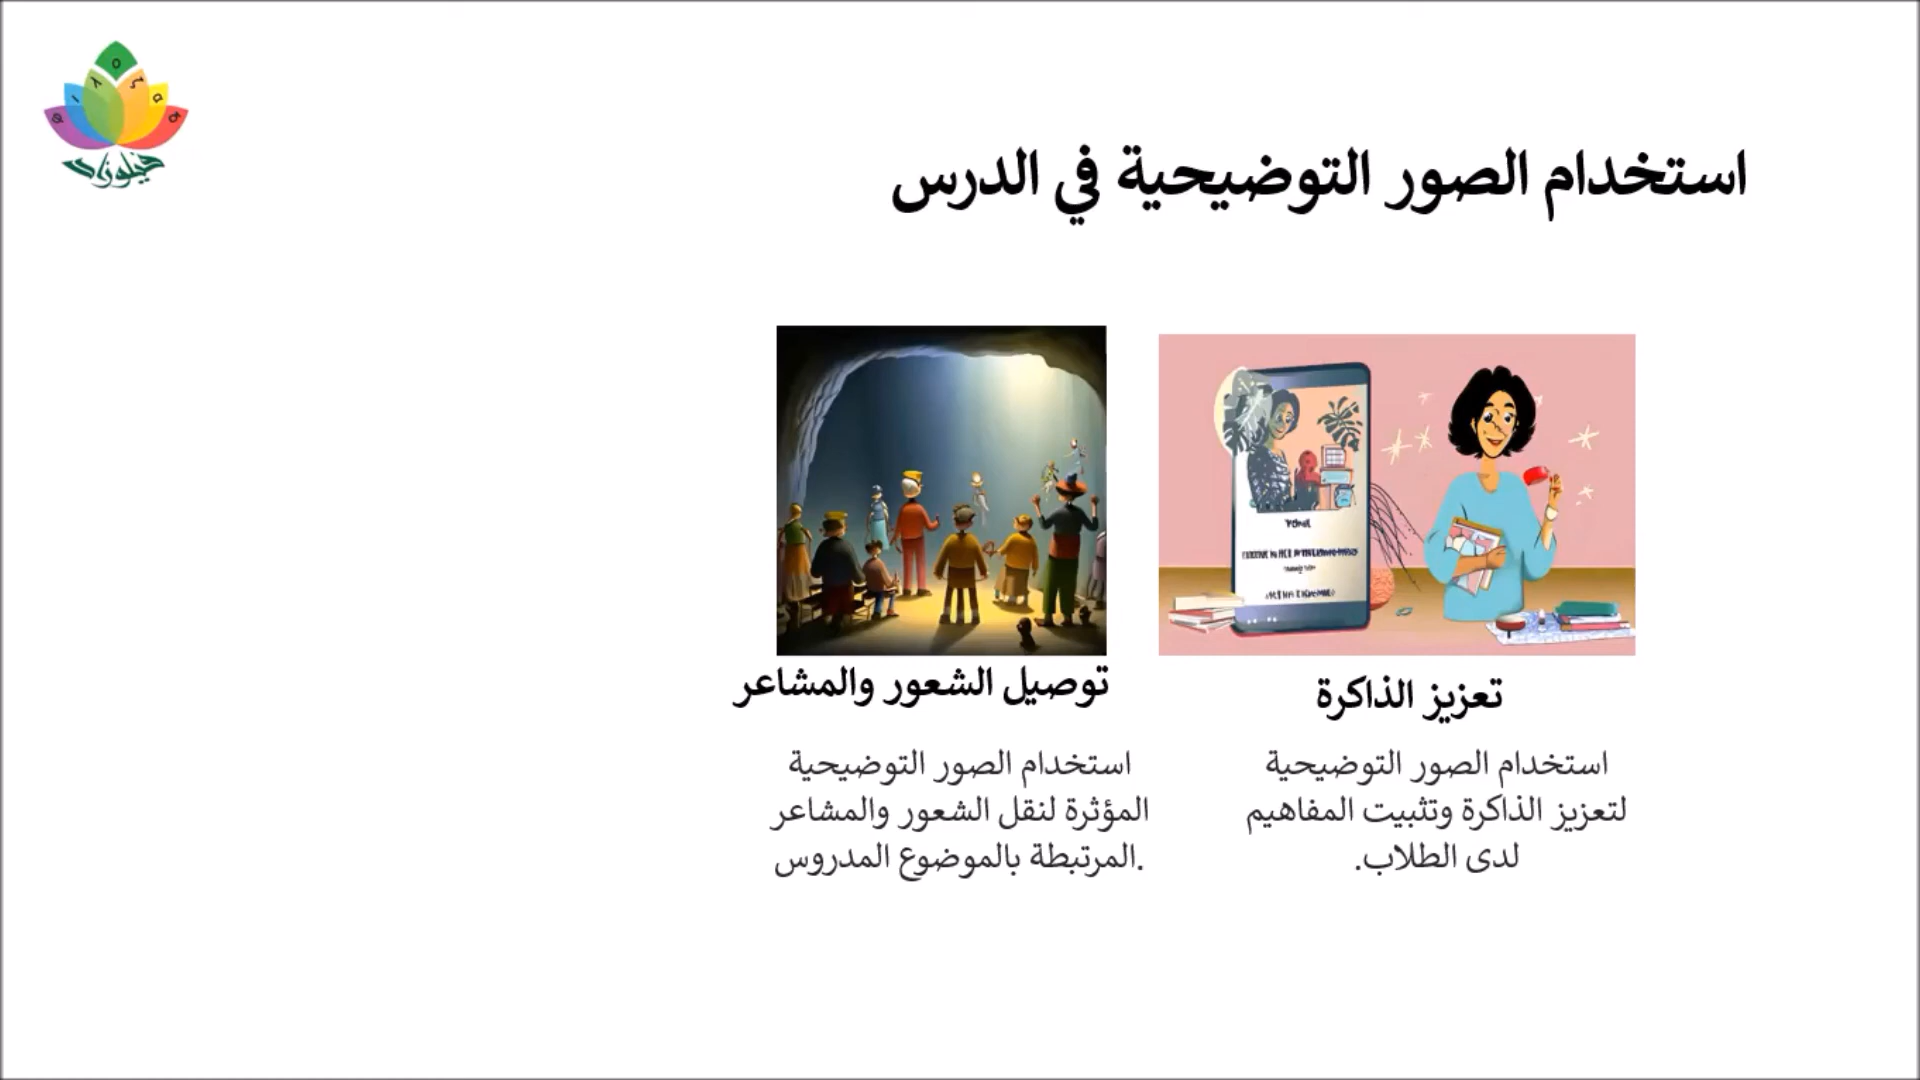 استخدام الصور التوضيحية في الدرس
تعزيز الذاكرة
استخدام الصور التوضيحية
لتعزيز الذاكرة وتثبيت المفاهيم
لدى الطلاب.
توصيل الشعور والمشاعر
استخدام الصور التوضيحية
المؤثرة لنقل الشعور والمشاعر
.المرتبطة بالموضوع المدروس